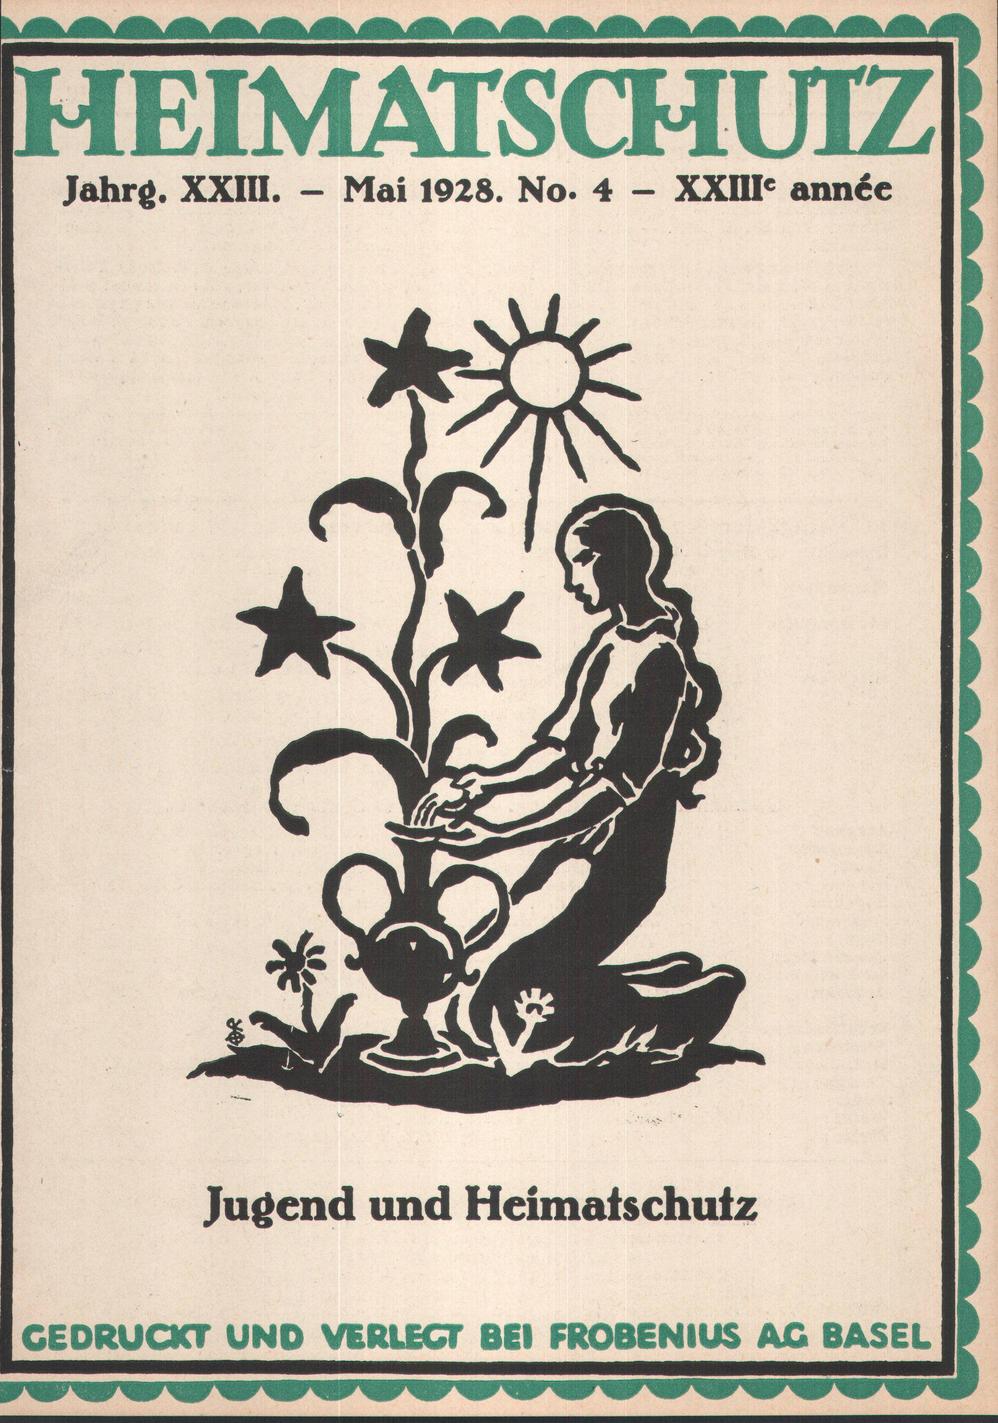 HEIMATSCHUTZ
Jahrg. XXIII. – Mai 1928. No. 4 – XXIIIᵉ année
Jugend und Heimatschutz
GEDRUCKT UND VERLEGT BEI FROBENIUS AG BASEL